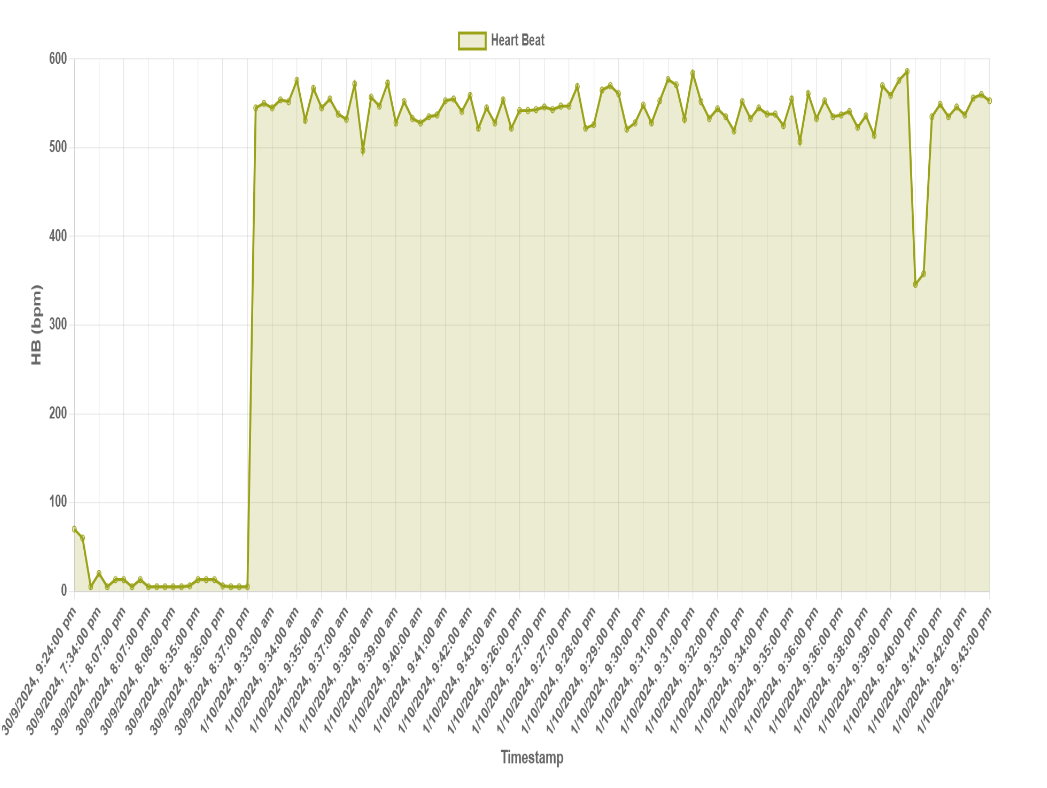 Heart Beat
600
500
400
300
200
100
0
HB (bpm)
30/9/2024, 9:24:00 pm
30/9/2024, 7:34:00 pm
30/9/2024, 8:07:00 pm
30/9/2024, 8:07:00 pm
30/9/2024, 8:08:00 pm
30/9/2024, 8:35:00 pm
30/9/2024, 8:36:00 pm
30/9/2024, 8:37:00 pm
1/10/2024, 9:33:00 am
1/10/2024, 9:34:00 am
1/10/2024, 9:35:00 am
1/10/2024, 9:37:00 am
1/10/2024, 9:38:00 am
1/10/2024, 9:39:00 am
1/10/2024, 9:40:00 am
1/10/2024, 9:41:00 am
1/10/2024, 9:42:00 am
1/10/2024, 9:43:00 am
1/10/2024, 9:26:00 pm
1/10/2024, 9:27:00 pm
1/10/2024, 9:27:00 pm
1/10/2024, 9:28:00 pm
1/10/2024, 9:29:00 pm
1/10/2024, 9:30:00 pm
1/10/2024, 9:31:00 pm
1/10/2024, 9:31:00 pm
1/10/2024, 9:32:00 pm
1/10/2024, 9:33:00 pm
1/10/2024, 9:34:00 pm
1/10/2024, 9:35:00 pm
1/10/2024, 9:36:00 pm
1/10/2024, 9:36:00 pm
1/10/2024, 9:38:00 pm
1/10/2024, 9:39:00 pm
1/10/2024, 9:40:00 pm
1/10/2024, 9:41:00 pm
1/10/2024, 9:42:00 pm
1/10/2024, 9:43:00 pm
Timestamp